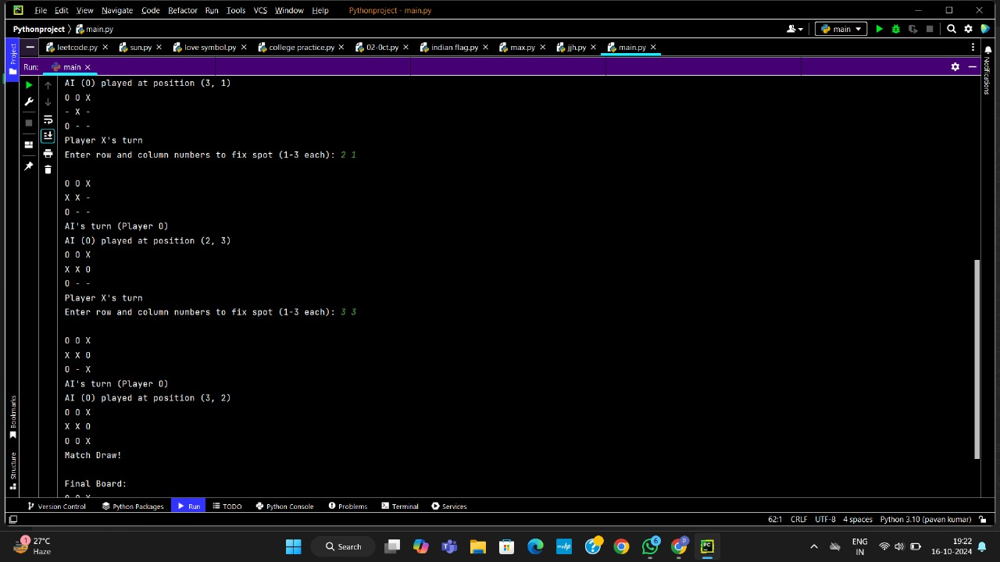 File Edit View Navigate Code Refactor Run Tools VCS Window Help Pythonproject - main.py
Pythonproject main.py main
Project leetcode.py sun.py love symbol.py college practice.py 02-Oct.py indian flag.py max.py jjh.py main.py Notifications
Run: main
AI (O) played at position (3, 1)
O O X
- X -
O - -
Player X's turn
Enter row and column numbers to fix spot (1-3 each): 2 1
O O X
X X -
O - -
AI's turn (Player O)
AI (O) played at position (2, 3)
O O X
X X O
O - -
Player X's turn
Enter row and column numbers to fix spot (1-3 each): 3 3
O O X
X X O
O - X
AI's turn (Player O)
AI (O) played at position (3, 2)
O O X
X X O
O O X
Match Draw!
Final Board:
O O X
Bookmarks
Structure
Version Control Python Packages Run TODO Python Console Problems Terminal Services
62:1 CRLF UTF-8 4 spaces Python 3.10 (pavan kumar)
1 27°C
Haze
Search
myhp
6
p
PC
ENG
IN
19:22
16-10-2024